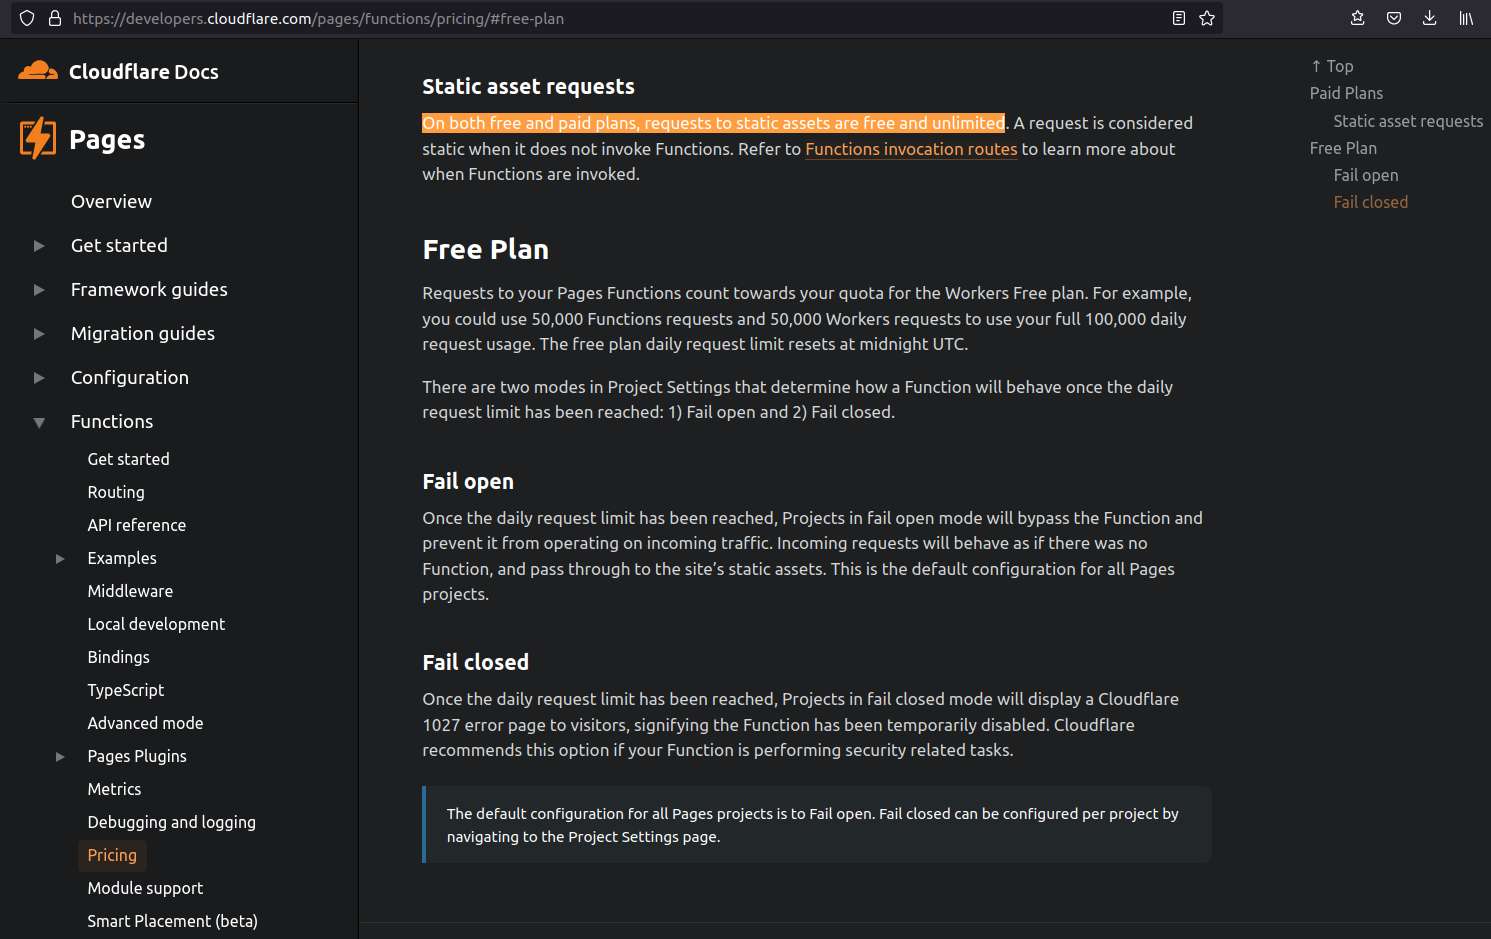 https://developers.cloudflare.com/pages/functions/pricing/#free-plan
Cloudflare Docs
Pages
Overview
Get started
Framework guides
Migration guides
Configuration
Functions
Get started
Routing
API reference
Examples
Middleware
Local development
Bindings
TypeScript
Advanced mode
Pages Plugins
Metrics
Debugging and logging
Pricing
Module support
Smart Placement (beta)
Static asset requests
On both free and paid plans, requests to static assets are free and unlimited. A request is considered
static when it does not invoke Functions. Refer to Functions invocation routes to learn more about
when Functions are invoked.
Free Plan
Requests to your Pages Functions count towards your quota for the Workers Free plan. For example,
you could use 50,000 Functions requests and 50,000 Workers requests to use your full 100,000 daily
request usage. The free plan daily request limit resets at midnight UTC.
There are two modes in Project Settings that determine how a Function will behave once the daily
request limit has been reached: 1) Fail open and 2) Fail closed.
Fail open
Once the daily request limit has been reached, Projects in fail open mode will bypass the Function and
prevent it from operating on incoming traffic. Incoming requests will behave as if there was no
Function, and pass through to the site’s static assets. This is the default configuration for all Pages
projects.
Fail closed
Once the daily request limit has been reached, Projects in fail closed mode will display a Cloudflare
1027 error page to visitors, signifying the Function has been temporarily disabled. Cloudflare
recommends this option if your Function is performing security related tasks.
The default configuration for all Pages projects is to Fail open. Fail closed can be configured per project by
navigating to the Project Settings page.
↑ Top
Paid Plans
Static asset requests
Free Plan
Fail open
Fail closed